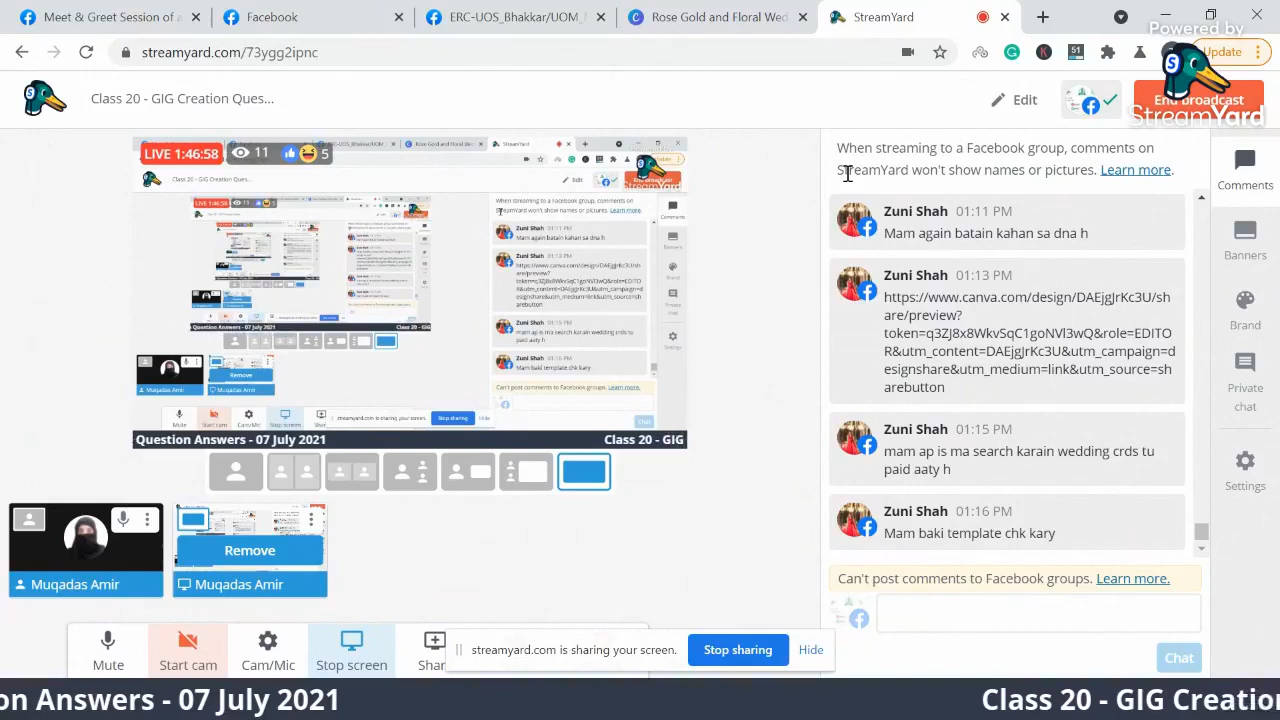 Meet & Greet Session of a
Facebook
ERC-UOS_Bhakkar/UOM_
Rose Gold and Floral Wed
StreamYard
Powered by
streamyard.com/73ygg2ipnc
51
Update
S
Class 20 - GIG Creation Ques...
Edit
End broadcast
StreamYard
LIVE 1:46:58
11
5
When streaming to a Facebook group, comments on
StreamYard won't show names or pictures. Learn more.
Comments
Zuni Shah 01:11 PM
Mam again batain kahan sa dna h
Banners
Zuni Shah 01:13 PM
https://www.canva.com/design/DAEjgJrKc3U/sh
are/preview?
token=q3ZJ8x8WkvSqC1goNVl3wQ&role=EDITO
R&utm_content=DAEjgJrKc3U&utm_campaign=d
esignshare&utm_medium=link&utm_source=sh
arebutton
Brand
Private
chat
Zuni Shah 01:15 PM
mam ap is ma search karain wedding crds tu
paid aaty h
Settings
Zuni Shah 01:16 PM
Mam baki template chk kary
Question Answers - 07 July 2021
Class 20 - GIG
Remove
Muqadas Amir
Muqadas Amir
Can't post comments to Facebook groups. Learn more.
Mute
Start cam
Cam/Mic
Stop screen
Shar
streamyard.com is sharing your screen.
Stop sharing
Hide
Chat
on Answers - 07 July 2021
Class 20 - GIG Creation